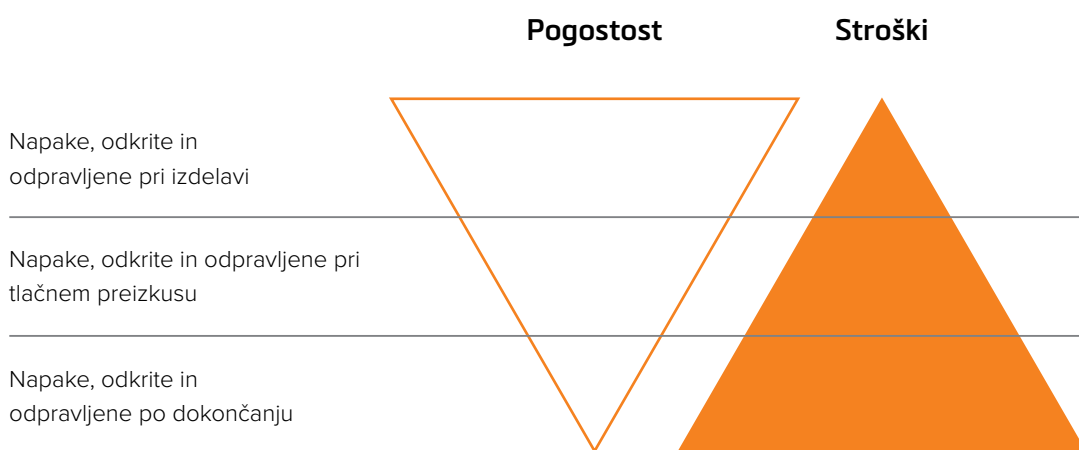 Pogostost
Stroški
Napake, odkrite in
odpravljene pri izdelavi
Napake, odkrite in odpravljene pri
tlačnem preizkusu
Napake, odkrite in
odpravljene po dokončanju